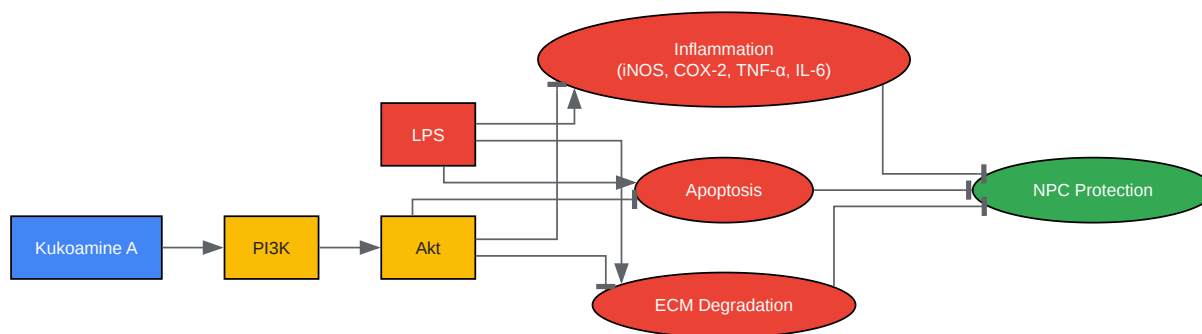 Inflammation
(iNOS, COX-2, TNF-α, IL-6)
LPS
Apoptosis
NPC Protection
Kukoamine A
PI3K
Akt
ECM Degradation